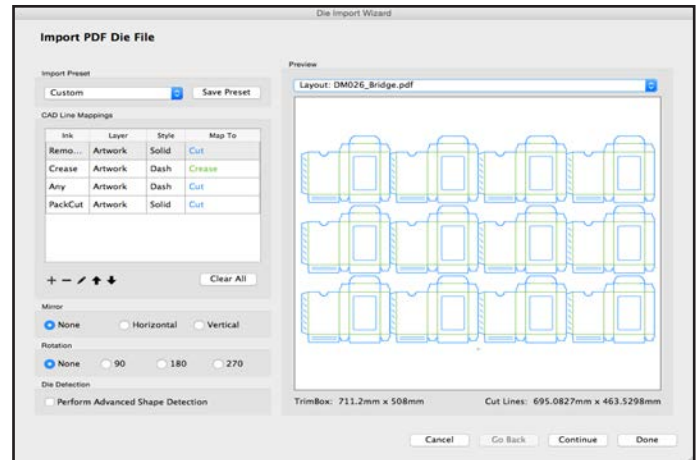 Die Import Wizard
Import PDF Die File
Import Preset
Custom Save Preset
CAD Line Mappings
Ink Layer Style Map To
Remo... Artwork Solid Cut
Crease Artwork Dash Crease
Any Artwork Dash Cut
PackCut Artwork Solid Cut
Clear All
Mirror
None Horizontal Vertical
Rotation
None 90 180 270
Die Detection
Perform Advanced Shape Detection
Preview
Layout: DM026_Bridge.pdf
TrimBox: 711.2mm x 508mm Cut Lines: 695.0827mm x 463.5298mm
Cancel Go Back Continue Done